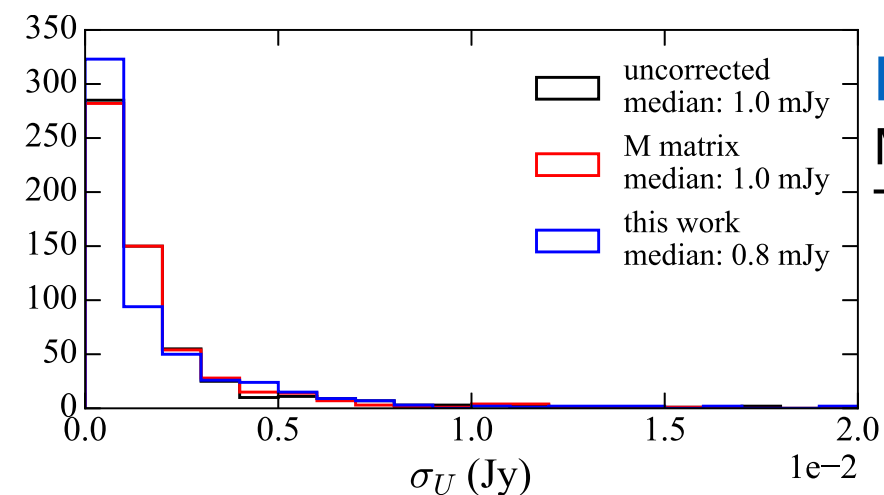 350
300
250
200
150
100
50
0
uncorrected
median: 1.0 mJy
M matrix
median: 1.0 mJy
this work
median: 0.8 mJy
0.0 0.5 1.0 1.5 2.0
1e−2
σ_U (Jy)